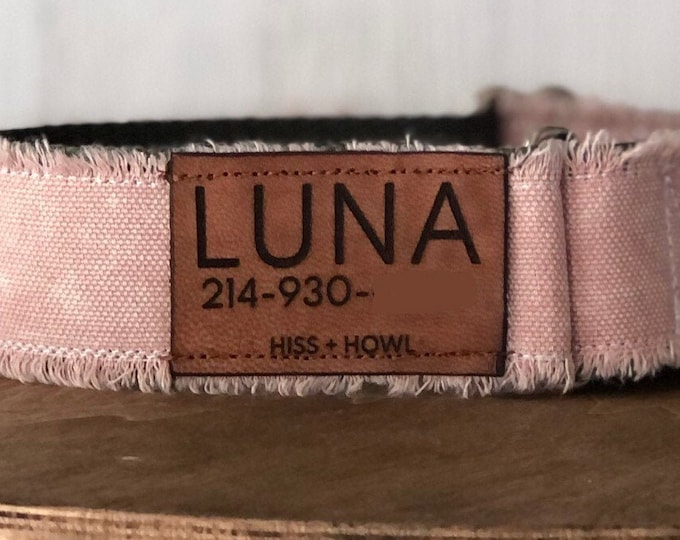 LUNA
214-930-
HISS + HOWL